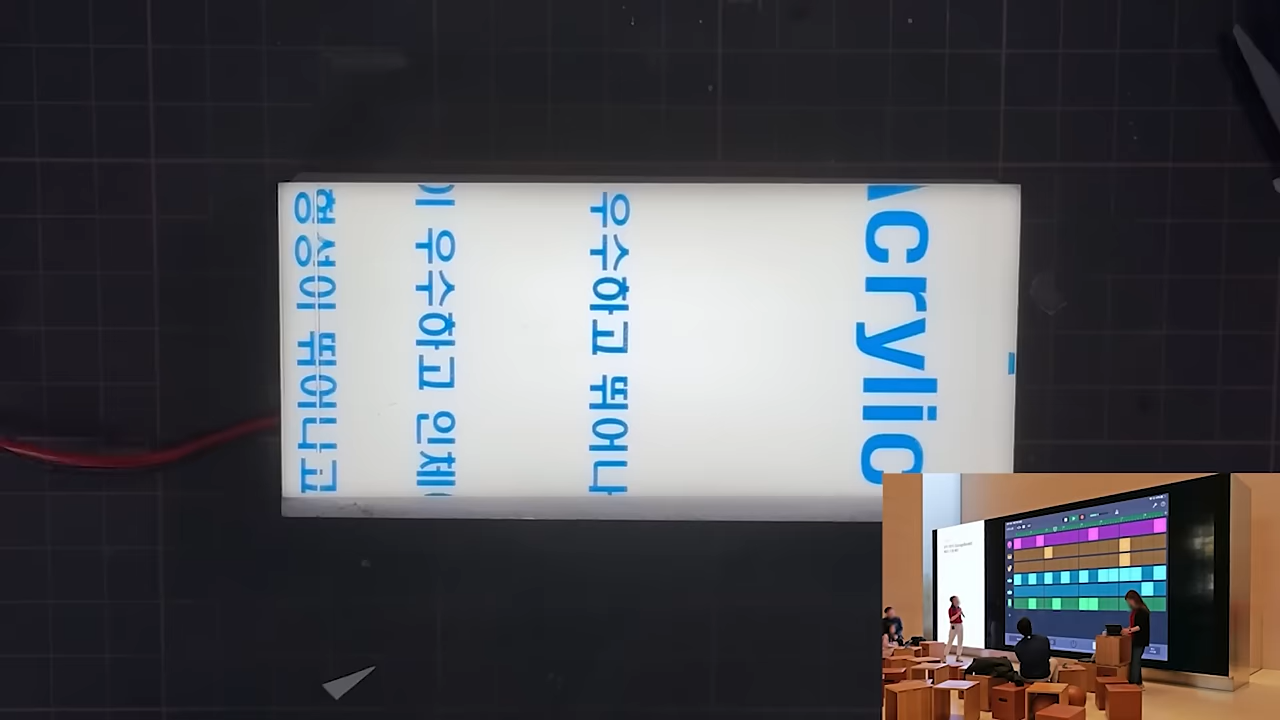 Acrylic
우수하고 뛰어나
이 우수하고 인체
형성이 뛰어나고